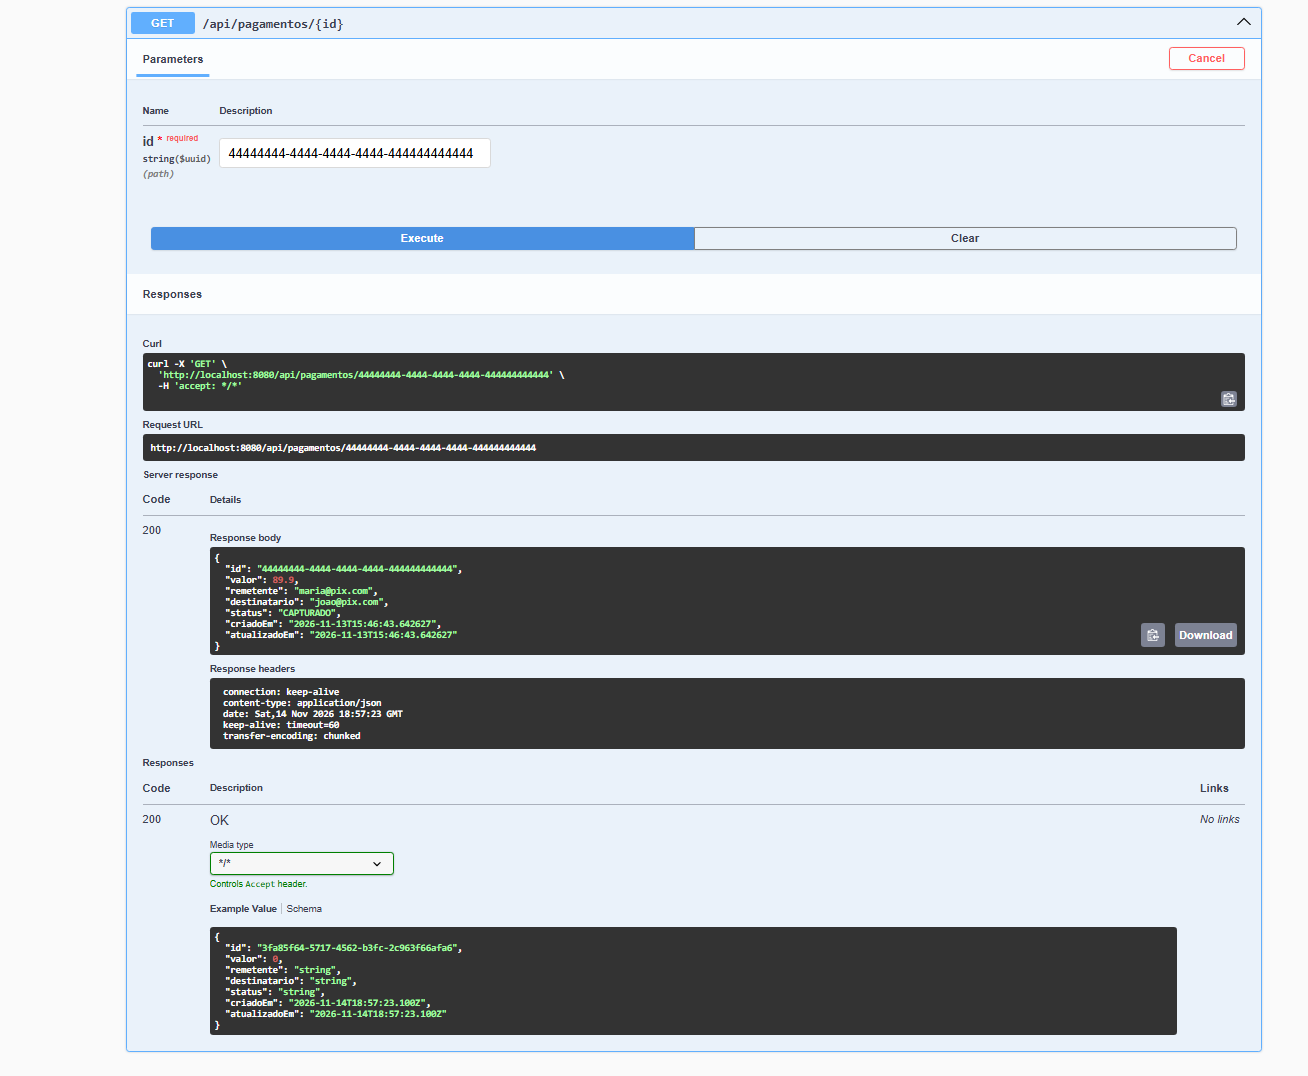 GET /api/pagamentos/{id}
Parameters
Cancel
Name Description
id * required
string($uuid)
(path)
44444444-4444-4444-4444-444444444444
Execute Clear
Responses
Curl
curl -X 'GET' \
'http://localhost:8080/api/pagamentos/44444444-4444-4444-4444-444444444444' \
-H 'accept: */*'
Request URL
http://localhost:8080/api/pagamentos/44444444-4444-4444-4444-444444444444
Server response
Code Details
200
Response body
{
"id": "44444444-4444-4444-4444-444444444444",
"valor": 89.9,
"remetente": "maria@pix.com",
"destinatario": "joao@pix.com",
"status": "CAPTURADO",
"criadoEm": "2026-11-13T15:46:43.642627",
"atualizadoEm": "2026-11-13T15:46:43.642627"
}
Download
Response headers
connection: keep-alive
content-type: application/json
date: Sat,14 Nov 2026 18:57:23 GMT
keep-alive: timeout=60
transfer-encoding: chunked
Responses
Code Description Links
200 OK No links
Media type
*/*
Controls Accept header.
Example Value Schema
{
"id": "3fa85f64-5717-4562-b3fc-2c963f66afa6",
"valor": 0,
"remetente": "string",
"destinatario": "string",
"status": "string",
"criadoEm": "2026-11-14T18:57:23.100Z",
"atualizadoEm": "2026-11-14T18:57:23.100Z"
}